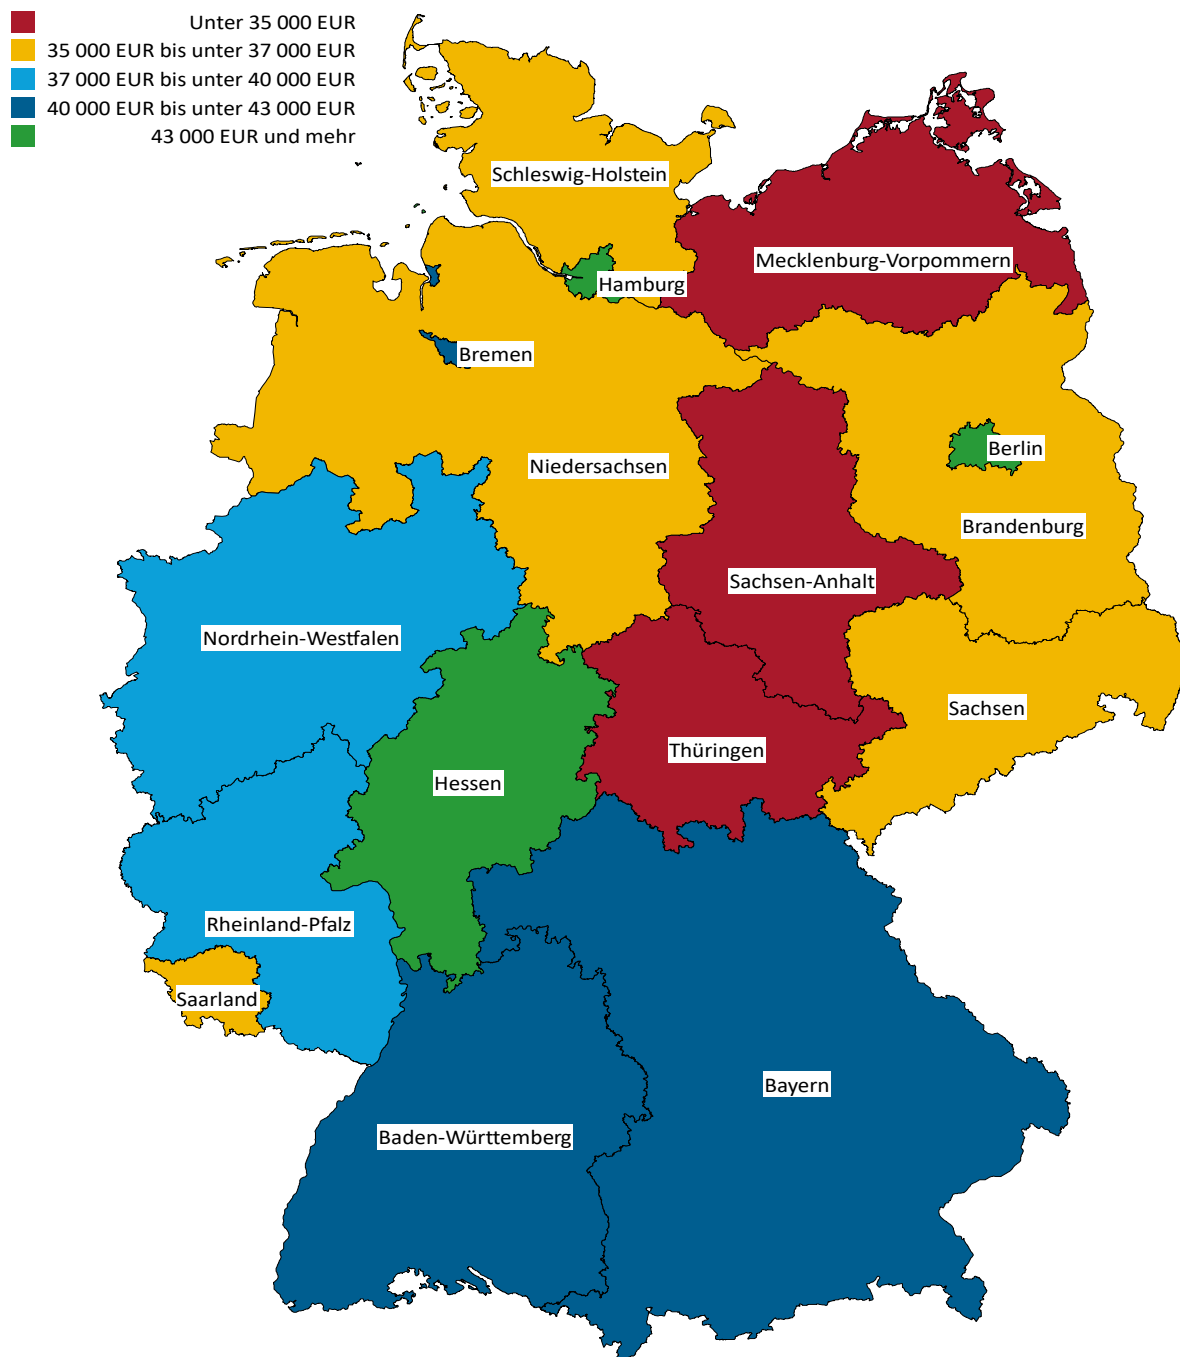 Unter 35 000 EUR
35 000 EUR bis unter 37 000 EUR
37 000 EUR bis unter 40 000 EUR
40 000 EUR bis unter 43 000 EUR
43 000 EUR und mehr
Schleswig-Holstein
Mecklenburg-Vorpommern
Hamburg
Bremen
Berlin
Niedersachsen
Brandenburg
Sachsen-Anhalt
Nordrhein-Westfalen
Sachsen
Thüringen
Hessen
Rheinland-Pfalz
Saarland
Bayern
Baden-Württemberg